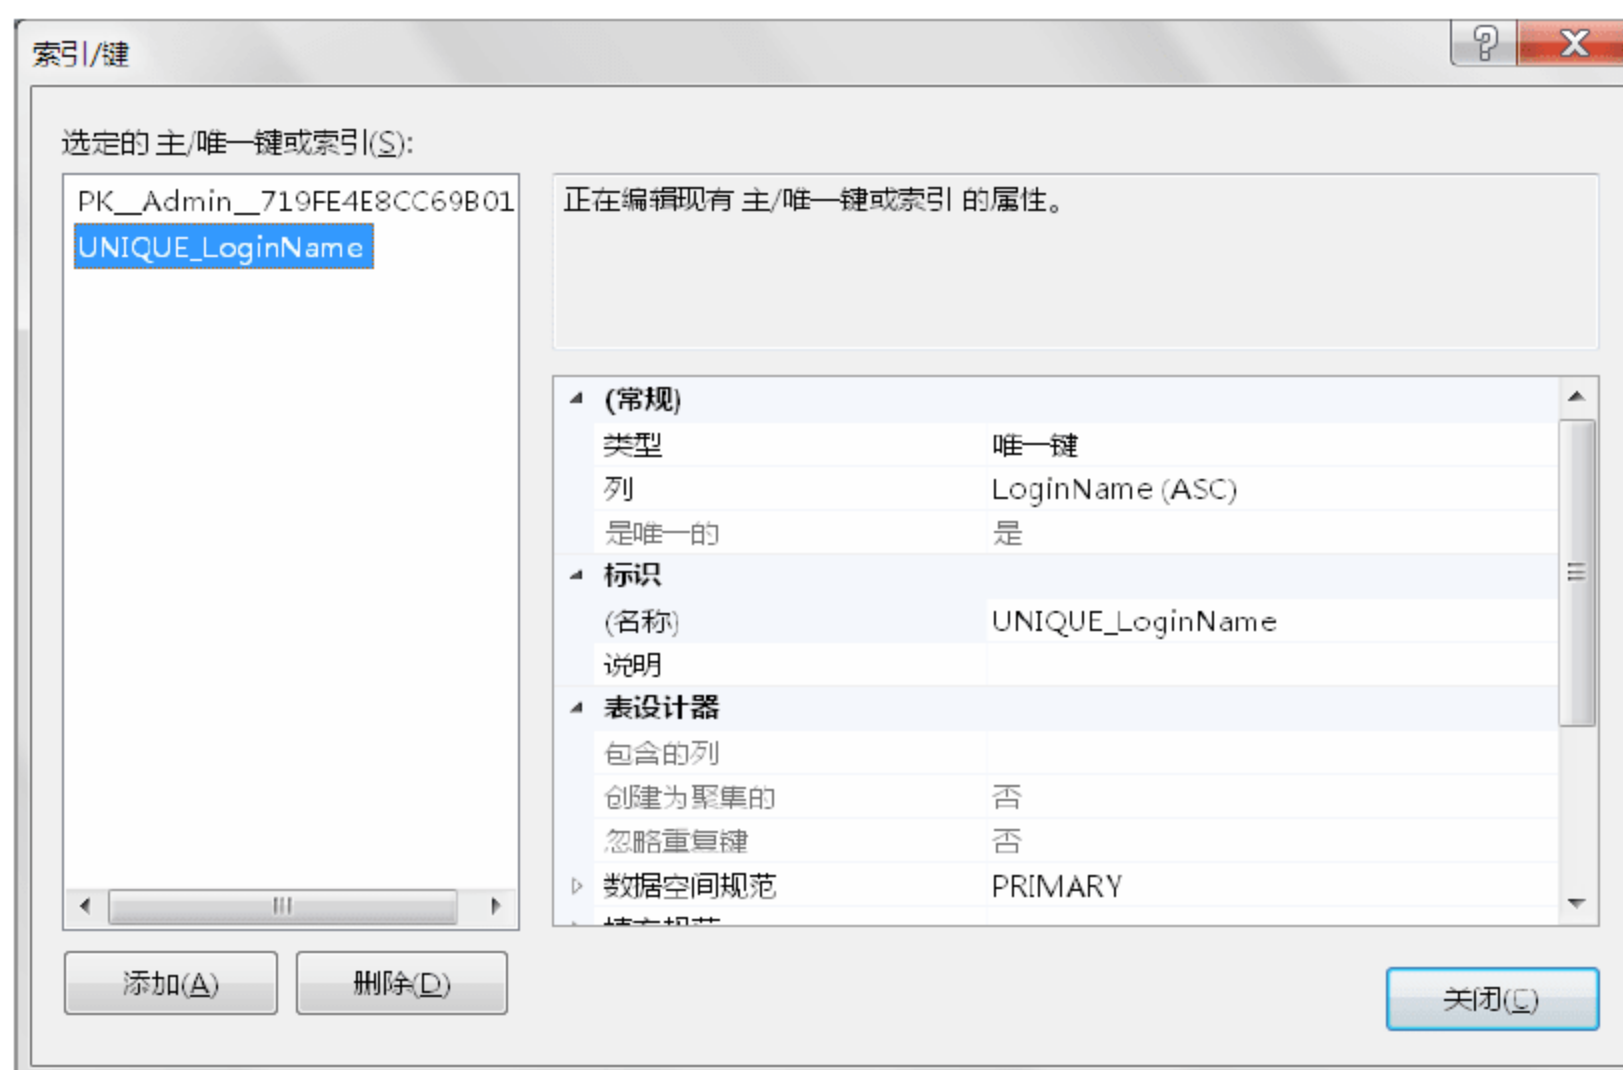 索引/键
选定的 主/唯一键或索引(S):
PK__Admin__719FE4E8CC69B01
UNIQUE_LoginName
正在编辑现有 主/唯一键或索引 的属性。
(常规)
类型 唯一键
列 LoginName (ASC)
是唯一的 是
标识
(名称) UNIQUE_LoginName
说明
表设计器
包含的列
创建为聚集的 否
忽略重复键 否
数据空间规范 PRIMARY
添加(A) 删除(D)
关闭(C)